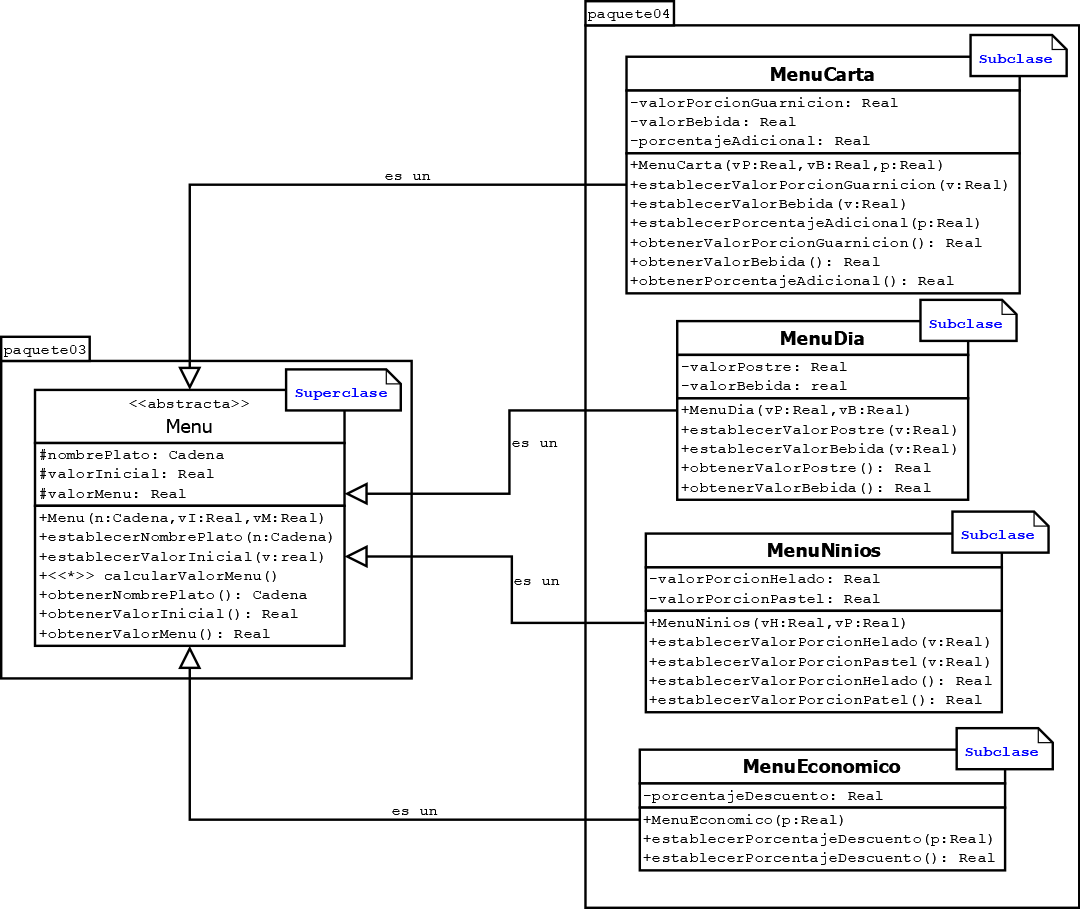 paquete04
Subclase
MenuCarta
-valorPorcionGuarnicion: Real
-valorBebida: Real
-porcentajeAdicional: Real
+MenuCarta(vP:Real,vB:Real,p:Real)
+establecerValorPorcionGuarnicion(v:Real)
+establecerValorBebida(v:Real)
+establecerPorcentajeAdicional(p:Real)
+obtenerValorPorcionGuarnicion(): Real
+obtenerValorBebida(): Real
+obtenerPorcentajeAdicional(): Real
es un
Subclase
MenuDia
-valorPostre: Real
-valorBebida: real
+MenuDia(vP:Real,vB:Real)
+establecerValorPostre(v:Real)
+establecerValorBebida(v:Real)
+obtenerValorPostre(): Real
+obtenerValorBebida(): Real
es un
paquete03
Superclase
<<abstracta>>
Menu
#nombrePlato: Cadena
#valorInicial: Real
#valorMenu: Real
+Menu(n:Cadena,vI:Real,vM:Real)
+establecerNombrePlato(n:Cadena)
+establecerValorInicial(v:real)
+<<*>> calcularValorMenu()
+obtenerNombrePlato(): Cadena
+obtenerValorInicial(): Real
+obtenerValorMenu(): Real
es un
Subclase
MenuNinios
-valorPorcionHelado: Real
-valorPorcionPastel: Real
+MenuNinios(vH:Real,vP:Real)
+establecerValorPorcionHelado(v:Real)
+establecerValorPorcionPastel(v:Real)
+establecerValorPorcionHelado(): Real
+establecerValorPorcionPatel(): Real
es un
Subclase
MenuEconomico
-porcentajeDescuento: Real
+MenuEconomico(p:Real)
+establecerPorcentajeDescuento(p:Real)
+establecerPorcentajeDescuento(): Real